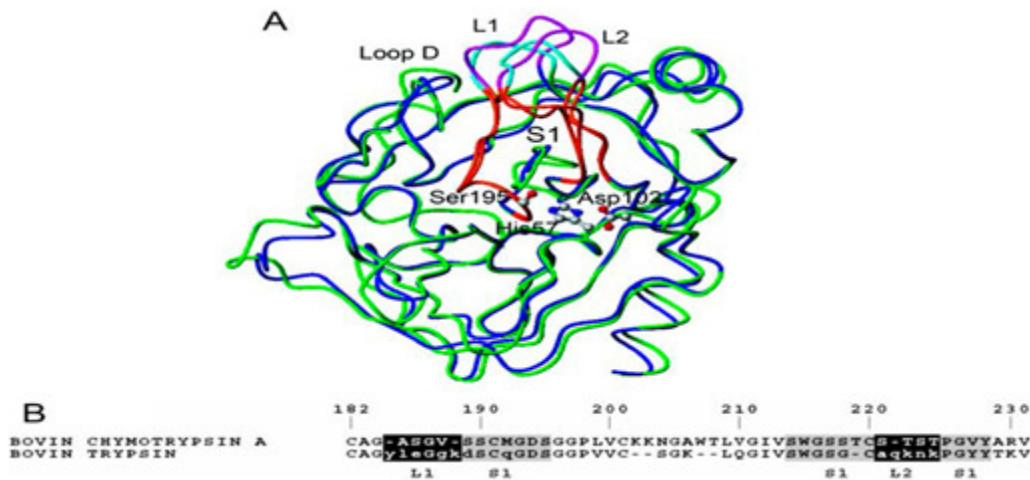 A
L1
L2
Loop D
S1
Ser195
Asp102
His57
B
182 190 200 210 220 230
BOVIN CHYMOTRYPSIN A CAG-ASGV-SSCMGDSGGPLVCKKNGAWTLVGIVSWGSSTCS-TSTPGVYARV
BOVIN TRYPSIN CAGyleGgkdSCqGDSGGPVVC--SGK--LQGIVSWGSG-CaqknkPGVYTKV
L1 S1 S1 L2 S1